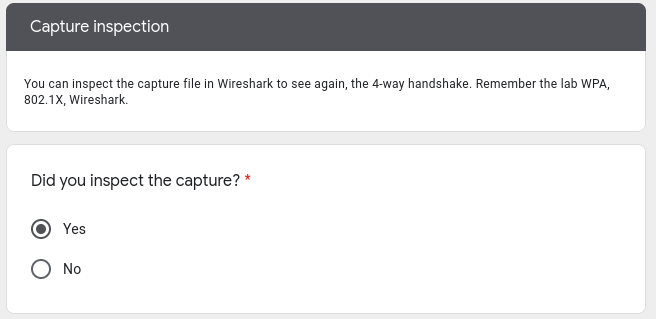 Capture inspection
You can inspect the capture file in Wireshark to see again, the 4-way handshake. Remember the lab WPA,
802.1X, Wireshark.
Did you inspect the capture? *
Yes
No